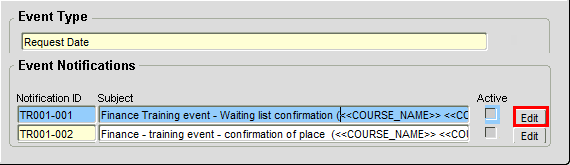 Event Type
Request Date
Event Notifications
Notification ID Subject Active
TR001-001 Finance Training event - Waiting list confirmation (<<COURSE_NAME>> <<CO Edit
TR001-002 Finance - training event - confirmation of place (<<COURSE_NAME>> <<COU Edit